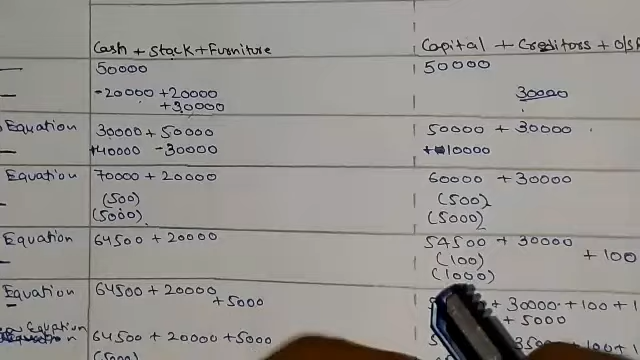 Cash + Stock + Furniture Capital + Creditors + O/s
50000 50000
-20000 + 20000 30000
+30000
Equation 30000 + 50000 50000 + 30000
+40000 - 30000 +10000
Equation 70000 + 20000 60000 + 30000
(500) (500)
(5000) (5000)
Equation 64500 + 20000 54500 + 30000 + 100
(100)
(1000)
Equation 64500 + 20000 + 30000 + 100 + 1
+5000 + 5000
Equation 64500 + 20000 + 5000
(5000)